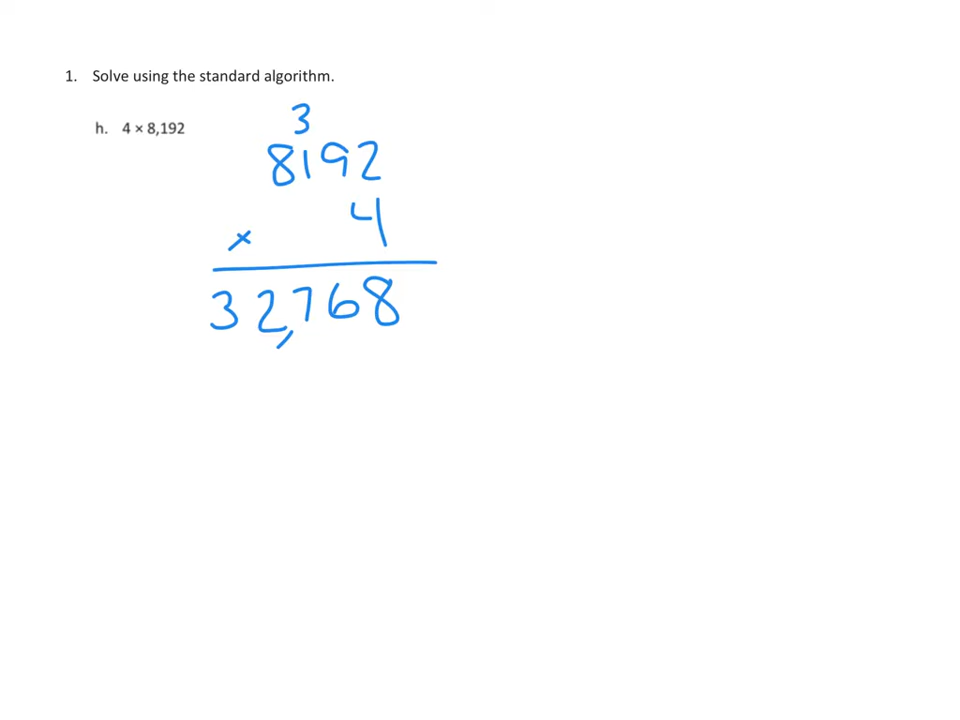 1. Solve using the standard algorithm.
h. 4 × 8,192
3
8192
× 4
32,768